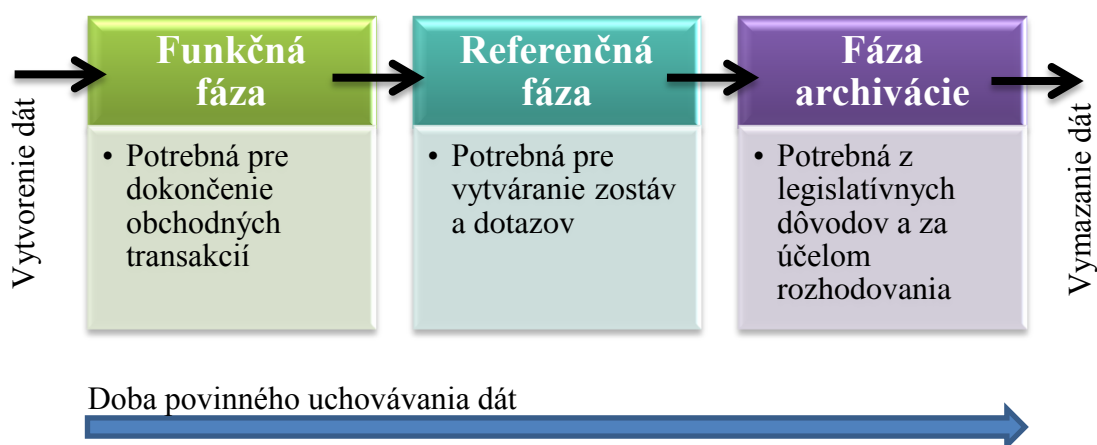 Vytvorenie dát
Funkčná
fáza
• Potrebná pre
dokončenie
obchodných
transakcií
Referenčná
fáza
• Potrebná pre
vytváranie zostáv
a dotazov
Fáza
archivácie
• Potrebná z
legislatívnych
dôvodov a za
účelom
rozhodovania
Vymazanie dát
Doba povinného uchovávania dát